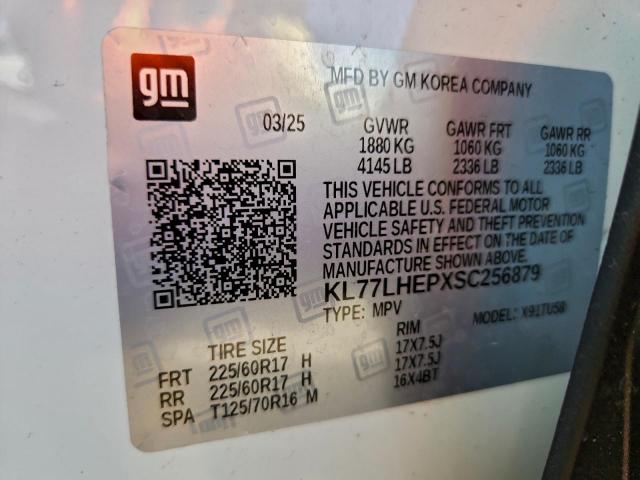 gm
MFD BY GM KOREA COMPANY
03/25 GVWR GAWR FRT GAWR RR
1880 KG 1060 KG 1060 KG
4145 LB 2336 LB 2336 LB
THIS VEHICLE CONFORMS TO ALL
APPLICABLE U.S. FEDERAL MOTOR
VEHICLE SAFETY AND THEFT PREVENTION
STANDARDS IN EFFECT ON THE DATE OF
MANUFACTURE SHOWN ABOVE
KL77LHEPXSC256879
TYPE: MPV MODEL: X91TU58
TIRE SIZE RIM
FRT 225/60R17 H 17X7.5J
RR 225/60R17 H 17X7.5J
SPA T125/70R16 M 16X4BT